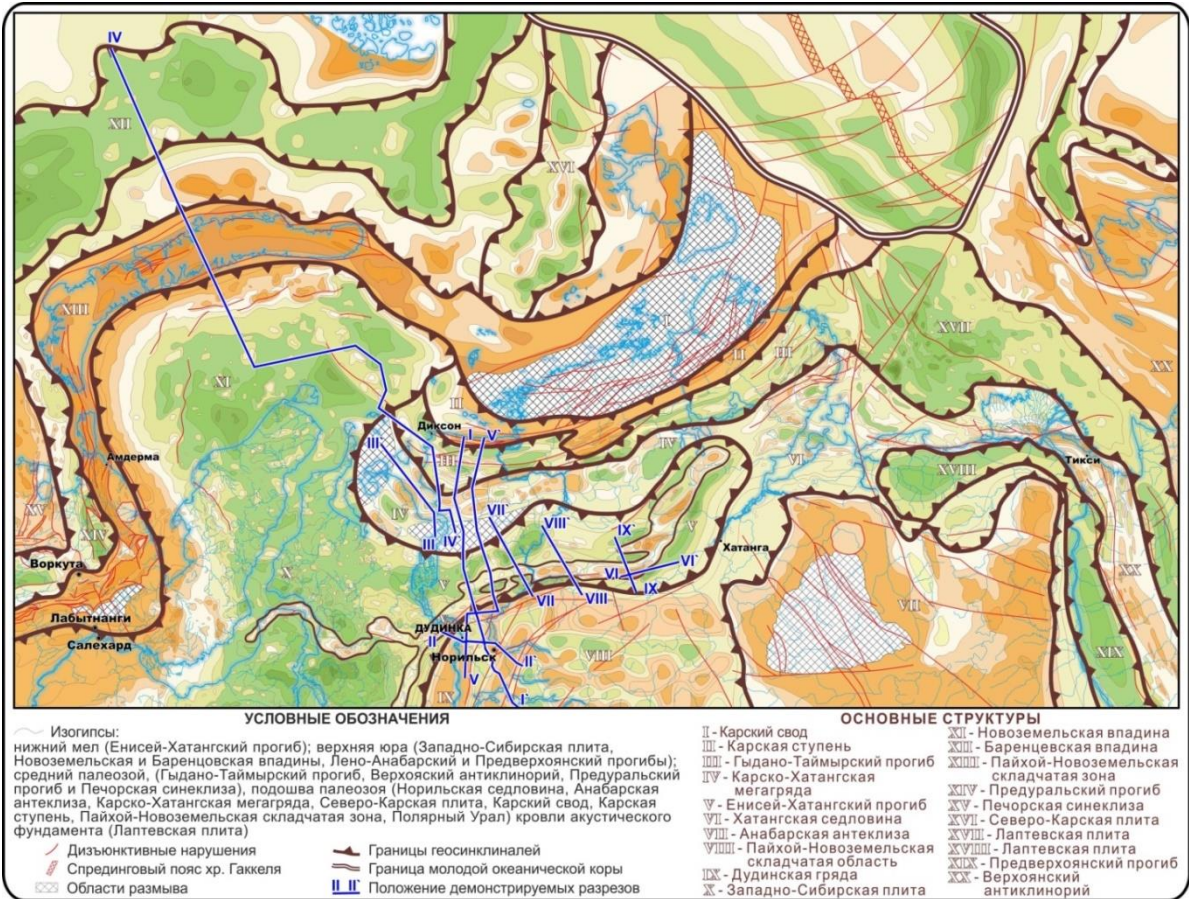 IV
XII
XVI
XIII
I
XVII
II
III
XX
XI
II
Диксон
III`
I
V`
III
IV
VI
Амдерма
Тикси
XVIII
XV
IV
VII`
VIII`
IX`
V
XIV
III
IV`
Хатанга
Воркута
X
V
VI
VI`
XX
VII
VIII
IX
VII
Лабытнанги
ДУДИНКА
II
Салехард
Норильск
II`
VIII
XIX
V
IX
I`
УСЛОВНЫЕ ОБОЗНАЧЕНИЯ
Изогипсы:
нижний мел (Енисей-Хатангский прогиб); верхняя юра (Западно-Сибирская плита,
Новоземельская и Баренцовская впадины, Лено-Анабарский и Предверхоянский прогибы);
средний палеозой, (Гыдано-Таймырский прогиб, Верхояский антиклинорий, Предуральский
прогиб и Печорская синеклиза), подошва палеозоя (Норильская седловина, Анабарская
антеклиза, Карско-Хатангская мегагряда, Северо-Карская плита, Карский свод, Карская
ступень, Пайхой-Новоземельская складчатая зона, Полярный Урал) кровли акустического
фундамента (Лаптевская плита)
Дизъюнктивные нарушения
Спрединговый пояс хр. Гаккеля
Области размыва
Границы геосинклиналей
Граница молодой океанической коры
II II` Положение демонстрируемых разрезов
ОСНОВНЫЕ СТРУКТУРЫ
I - Карский свод
II - Карская ступень
III - Гыдано-Таймырский прогиб
IV - Карско-Хатангская
мегагряда
V - Енисей-Хатангский прогиб
VI - Хатангская седловина
VII - Анабарская антеклиза
VIII - Пайхой-Новоземельская
складчатая область
IX - Дудинская гряда
X - Западно-Сибирская плита
XI - Новоземельская впадина
XII - Баренцевская впадина
XIII - Пайхой-Новоземельская
складчатая зона
XIV - Предуральский прогиб
XV - Печорская синеклиза
XVI - Северо-Карская плита
XVII - Лаптевская плита
XVIII - Лаптевская плита
XIX - Предверхоянский прогиб
XX - Верхоянский
антиклинорий